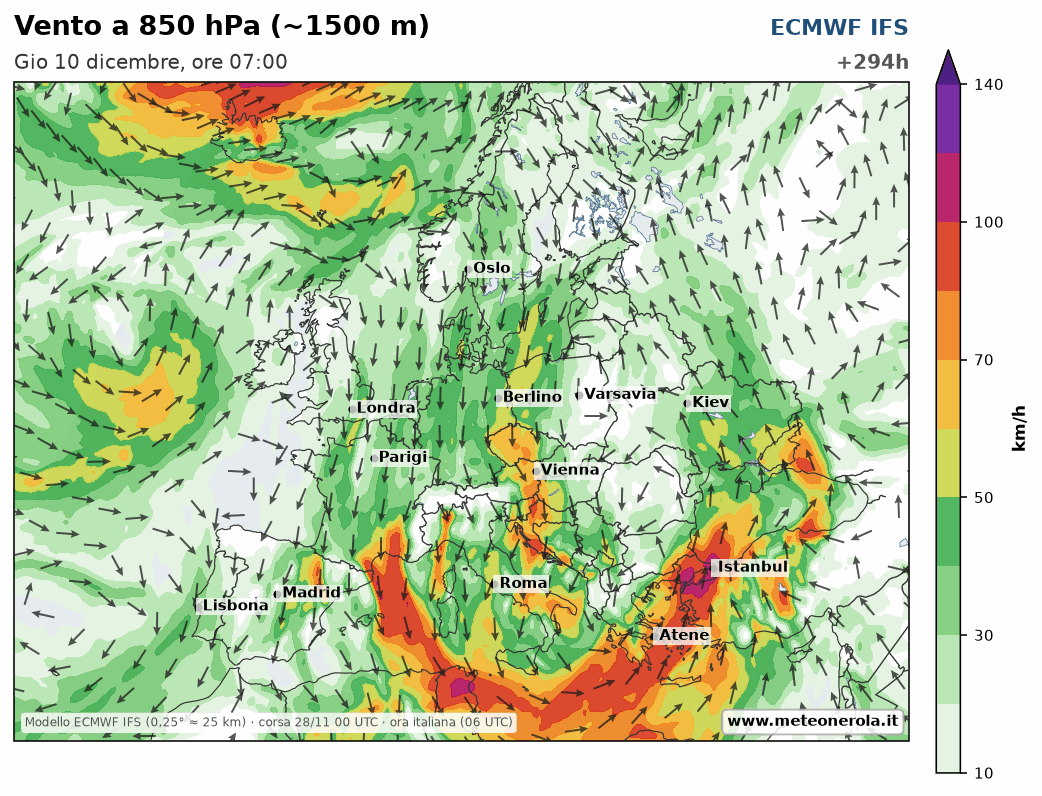 Vento a 850 hPa (~1500 m)
ECMWF IFS
Gio 10 dicembre, ore 07:00
+294h
140
100
70
50
30
10
km/h
Oslo
Londra
Berlino
Varsavia
Kiev
Parigi
Vienna
Istanbul
Roma
Madrid
Lisbona
Atene
Modello ECMWF IFS (0,25° ≈ 25 km) · corsa 28/11 00 UTC · ora italiana (06 UTC)
www.meteonerola.it